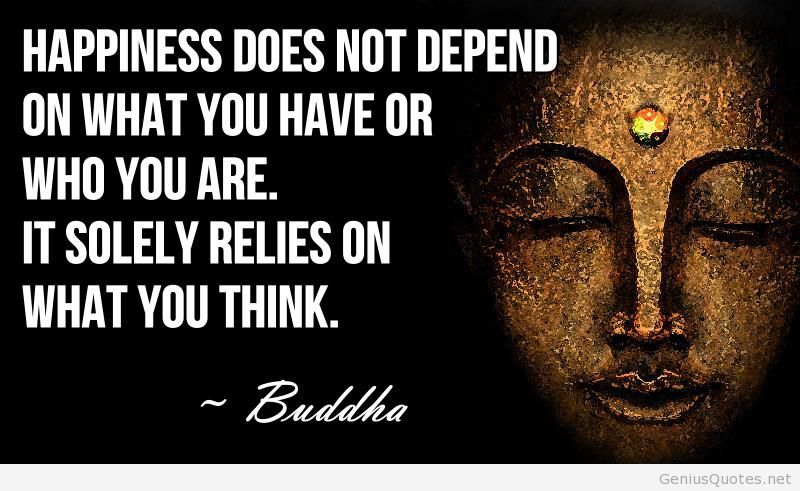 HAPPINESS DOES NOT DEPEND
ON WHAT YOU HAVE OR
WHO YOU ARE.
IT SOLELY RELIES ON
WHAT YOU THINK.
~ Buddha
GeniusQuotes.net